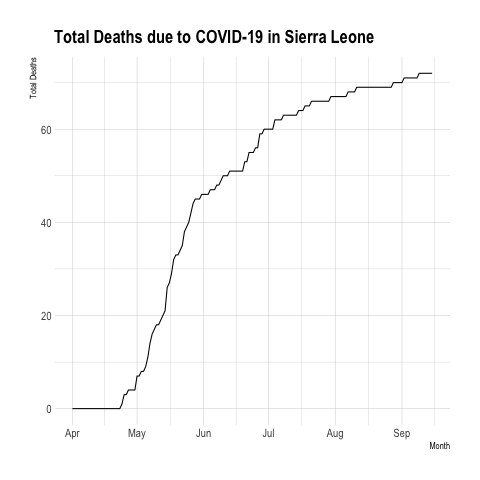 Total Deaths due to COVID-19 in Sierra Leone
Total Deaths
60
40
20
0
Apr May Jun Jul Aug Sep
Month